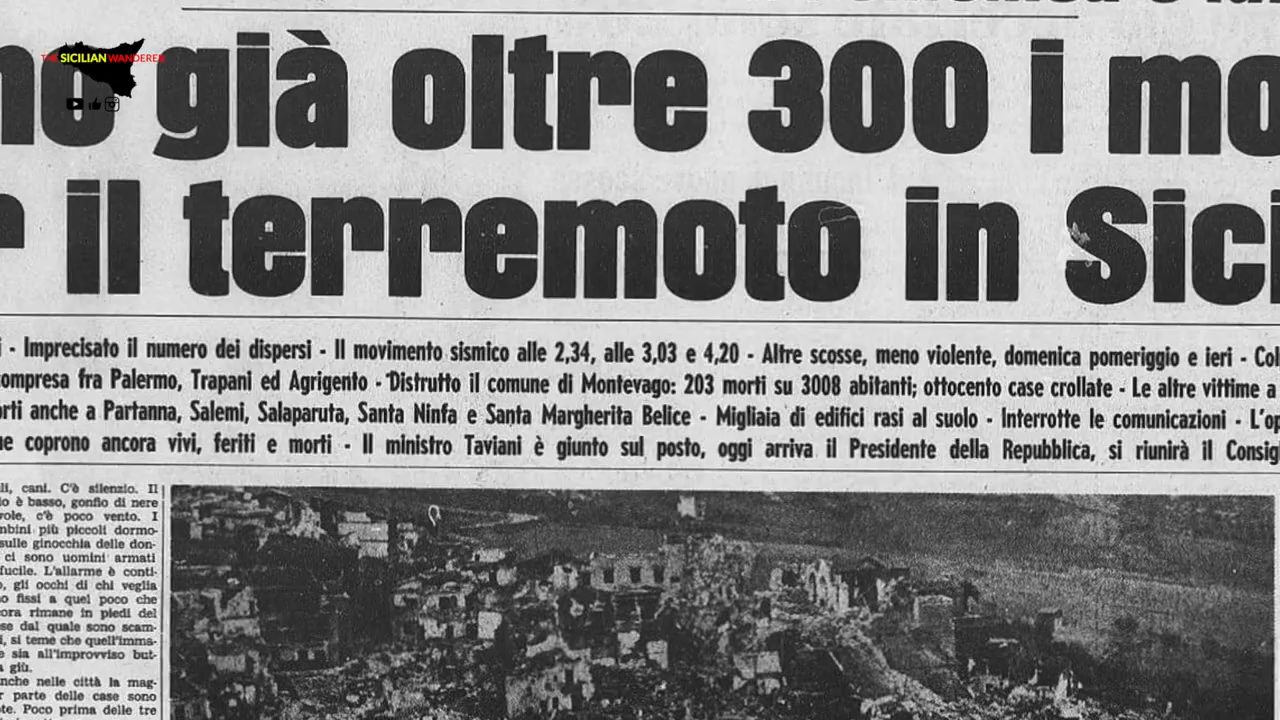 THE SICILIAN WANDERER
no già oltre 300 i mo
r il terremoto in Sici
i - Imprecisato il numero dei dispersi - Il movimento sismico alle 2,34, alle 3,03 e 4,20 - Altre scosse, meno violente, domenica pomeriggio e ieri - Col
compresa fra Palermo, Trapani ed Agrigento - Distrutto il comune di Montevago: 203 morti su 3008 abitanti; ottocento case crollate - Le altre vittime a
orti anche a Partanna, Salemi, Salaparuta, Santa Ninfa e Santa Margherita Belice - Migliaia di edifici rasi al suolo - Interrotte le comunicazioni - L'op
ne coprono ancora vivi, feriti e morti - Il ministro Taviani è giunto sul posto, oggi arriva il Presidente della Repubblica, si riunirà il Consig
li, cani. C'è silenzio. Il
lo è basso, gonfio di nere
vole, c'è poco vento. I
mbini più piccoli dormo-
sulle ginocchia delle don-
ci sono uomini armati
fucile. L'allarme è conti-
o, gli occhi di chi veglia
no fissi a quel poco che
cora rimane in piedi del
se dal quale sono scam-
i, si teme che quell'imma-
e sia all'improvviso but-
a giù.
nche nelle città la mag-
r parte delle case sono
te. Poco prima delle tre